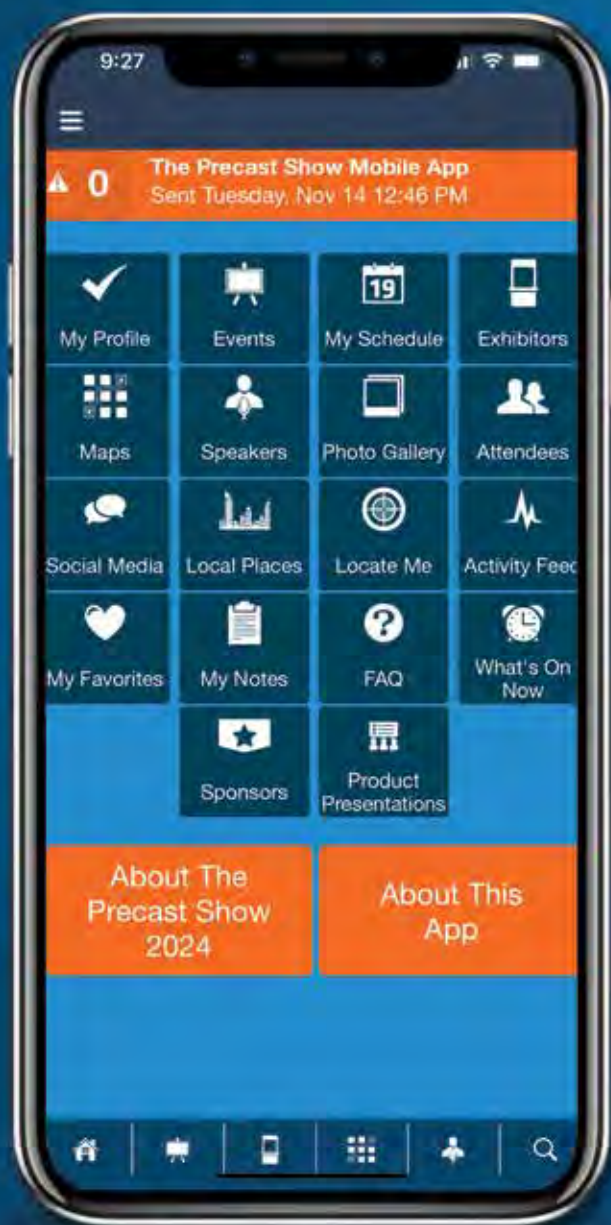 9:27
The Precast Show Mobile App
0
Sent Tuesday, Nov 14 12:46 PM
My Profile
Events
19
My Schedule
Exhibitors
Maps
Speakers
Photo Gallery
Attendees
Social Media
Local Places
Locate Me
Activity Feed
My Favorites
My Notes
?
FAQ
What's On
Now
Sponsors
Product
Presentations
About The
Precast Show
2024
About This
App